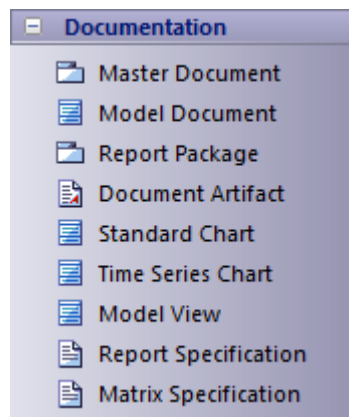 Documentation
Master Document
Model Document
Report Package
Document Artifact
Standard Chart
Time Series Chart
Model View
Report Specification
Matrix Specification